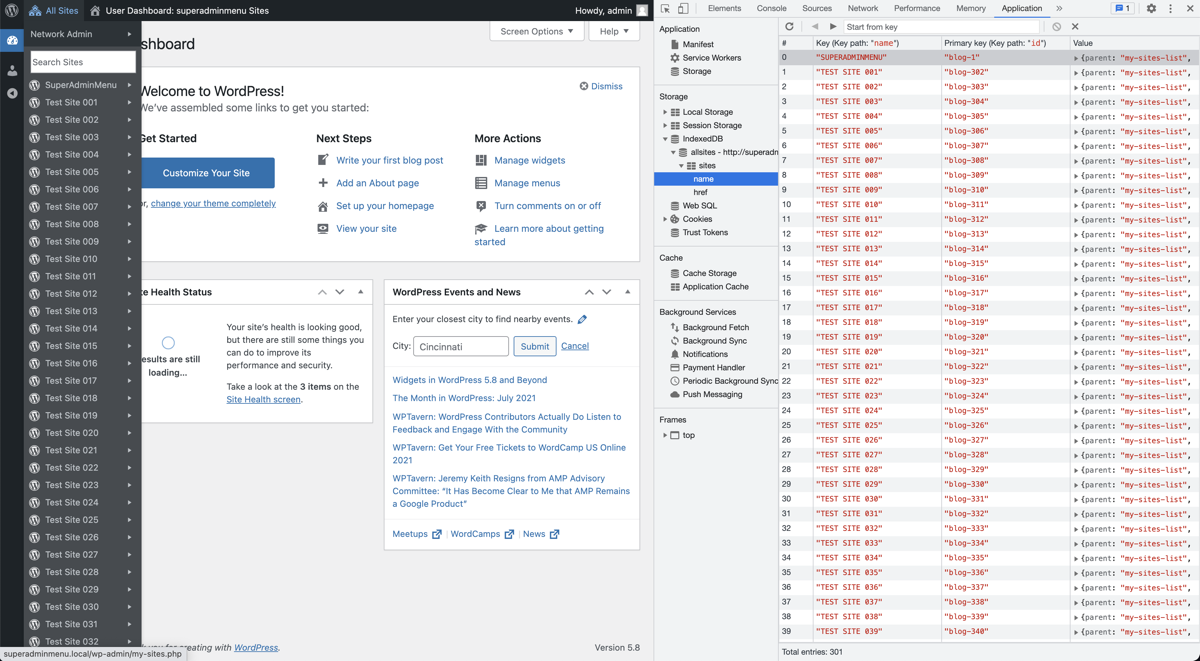 All Sites
User Dashboard: superadminmenu Sites
Howdy, admin
Network Admin
Search Sites
SuperAdminMenu
Test Site 001
Test Site 002
Test Site 003
Test Site 004
Test Site 005
Test Site 006
Test Site 007
Test Site 008
Test Site 009
Test Site 010
Test Site 011
Test Site 012
Test Site 013
Test Site 014
Test Site 015
Test Site 016
Test Site 017
Test Site 018
Test Site 019
Test Site 020
Test Site 021
Test Site 022
Test Site 023
Test Site 024
Test Site 025
Test Site 026
Test Site 027
Test Site 028
Test Site 029
Test Site 030
Test Site 031
Test Site 032
superadminmenu.local/wp-admin/my-sites.php
shboard
Screen Options
Help
Welcome to WordPress!
We've assembled some links to get you started:
Dismiss
Get Started
Customize Your Site
or, change your theme completely
Next Steps
Write your first blog post
Add an About page
Set up your homepage
View your site
More Actions
Manage widgets
Manage menus
Turn comments on or off
Learn more about getting
started
te Health Status
esults are still
loading...
Your site's health is looking good,
but there are still some things you
can do to improve its
performance and security.
Take a look at the 3 items on the
Site Health screen.
WordPress Events and News
Enter your closest city to find nearby events.
City:
Cincinnati
Submit
Cancel
Widgets in WordPress 5.8 and Beyond
The Month in WordPress: July 2021
WPTavern: WordPress Contributors Actually Do Listen to
Feedback and Engage With the Community
WPTavern: Get Your Free Tickets to WordCamp US Online
2021
WPTavern: Jeremy Keith Resigns from AMP Advisory
Committee: "It Has Become Clear to Me that AMP Remains
a Google Product"
Meetups
WordCamps
News
you for creating with WordPress.
Version 5.8
Elements
Console
Sources
Network
Performance
Memory
Application
1
Application
Manifest
Service Workers
Storage
Storage
Local Storage
Session Storage
IndexedDB
allsites - http://superadn
sites
name
href
Web SQL
Cookies
Trust Tokens
Cache
Cache Storage
Application Cache
Background Services
Background Fetch
Background Sync
Notifications
Payment Handler
Periodic Background Sync
Push Messaging
Frames
top
Start from key
# Key (Key path: "name") Primary key (Key path: "id") Value
0 "SUPERADMINMENU" "blog-1" {parent: "my-sites-list",
1 "TEST SITE 001" "blog-302" {parent: "my-sites-list",
2 "TEST SITE 002" "blog-303" {parent: "my-sites-list",
3 "TEST SITE 003" "blog-304" {parent: "my-sites-list",
4 "TEST SITE 004" "blog-305" {parent: "my-sites-list",
5 "TEST SITE 005" "blog-306" {parent: "my-sites-list",
6 "TEST SITE 006" "blog-307" {parent: "my-sites-list",
7 "TEST SITE 007" "blog-308" {parent: "my-sites-list",
8 "TEST SITE 008" "blog-309" {parent: "my-sites-list",
9 "TEST SITE 009" "blog-310" {parent: "my-sites-list",
10 "TEST SITE 010" "blog-311" {parent: "my-sites-list",
11 "TEST SITE 011" "blog-312" {parent: "my-sites-list",
12 "TEST SITE 012" "blog-313" {parent: "my-sites-list",
13 "TEST SITE 013" "blog-314" {parent: "my-sites-list",
14 "TEST SITE 014" "blog-315" {parent: "my-sites-list",
15 "TEST SITE 015" "blog-316" {parent: "my-sites-list",
16 "TEST SITE 016" "blog-317" {parent: "my-sites-list",
17 "TEST SITE 017" "blog-318" {parent: "my-sites-list",
18 "TEST SITE 018" "blog-319" {parent: "my-sites-list",
19 "TEST SITE 019" "blog-320" {parent: "my-sites-list",
20 "TEST SITE 020" "blog-321" {parent: "my-sites-list",
21 "TEST SITE 021" "blog-322" {parent: "my-sites-list",
22 "TEST SITE 022" "blog-323" {parent: "my-sites-list",
23 "TEST SITE 023" "blog-324" {parent: "my-sites-list",
24 "TEST SITE 024" "blog-325" {parent: "my-sites-list",
25 "TEST SITE 025" "blog-326" {parent: "my-sites-list",
26 "TEST SITE 026" "blog-327" {parent: "my-sites-list",
27 "TEST SITE 027" "blog-328" {parent: "my-sites-list",
28 "TEST SITE 028" "blog-329" {parent: "my-sites-list",
29 "TEST SITE 029" "blog-330" {parent: "my-sites-list",
30 "TEST SITE 030" "blog-331" {parent: "my-sites-list",
31 "TEST SITE 031" "blog-332" {parent: "my-sites-list",
32 "TEST SITE 032" "blog-333" {parent: "my-sites-list",
33 "TEST SITE 033" "blog-334" {parent: "my-sites-list",
34 "TEST SITE 034" "blog-335" {parent: "my-sites-list",
35 "TEST SITE 035" "blog-336" {parent: "my-sites-list",
36 "TEST SITE 036" "blog-337" {parent: "my-sites-list",
37 "TEST SITE 037" "blog-338" {parent: "my-sites-list",
38 "TEST SITE 038" "blog-339" {parent: "my-sites-list",
39 "TEST SITE 039" "blog-340" {parent: "my-sites-list",
Total entries: 301